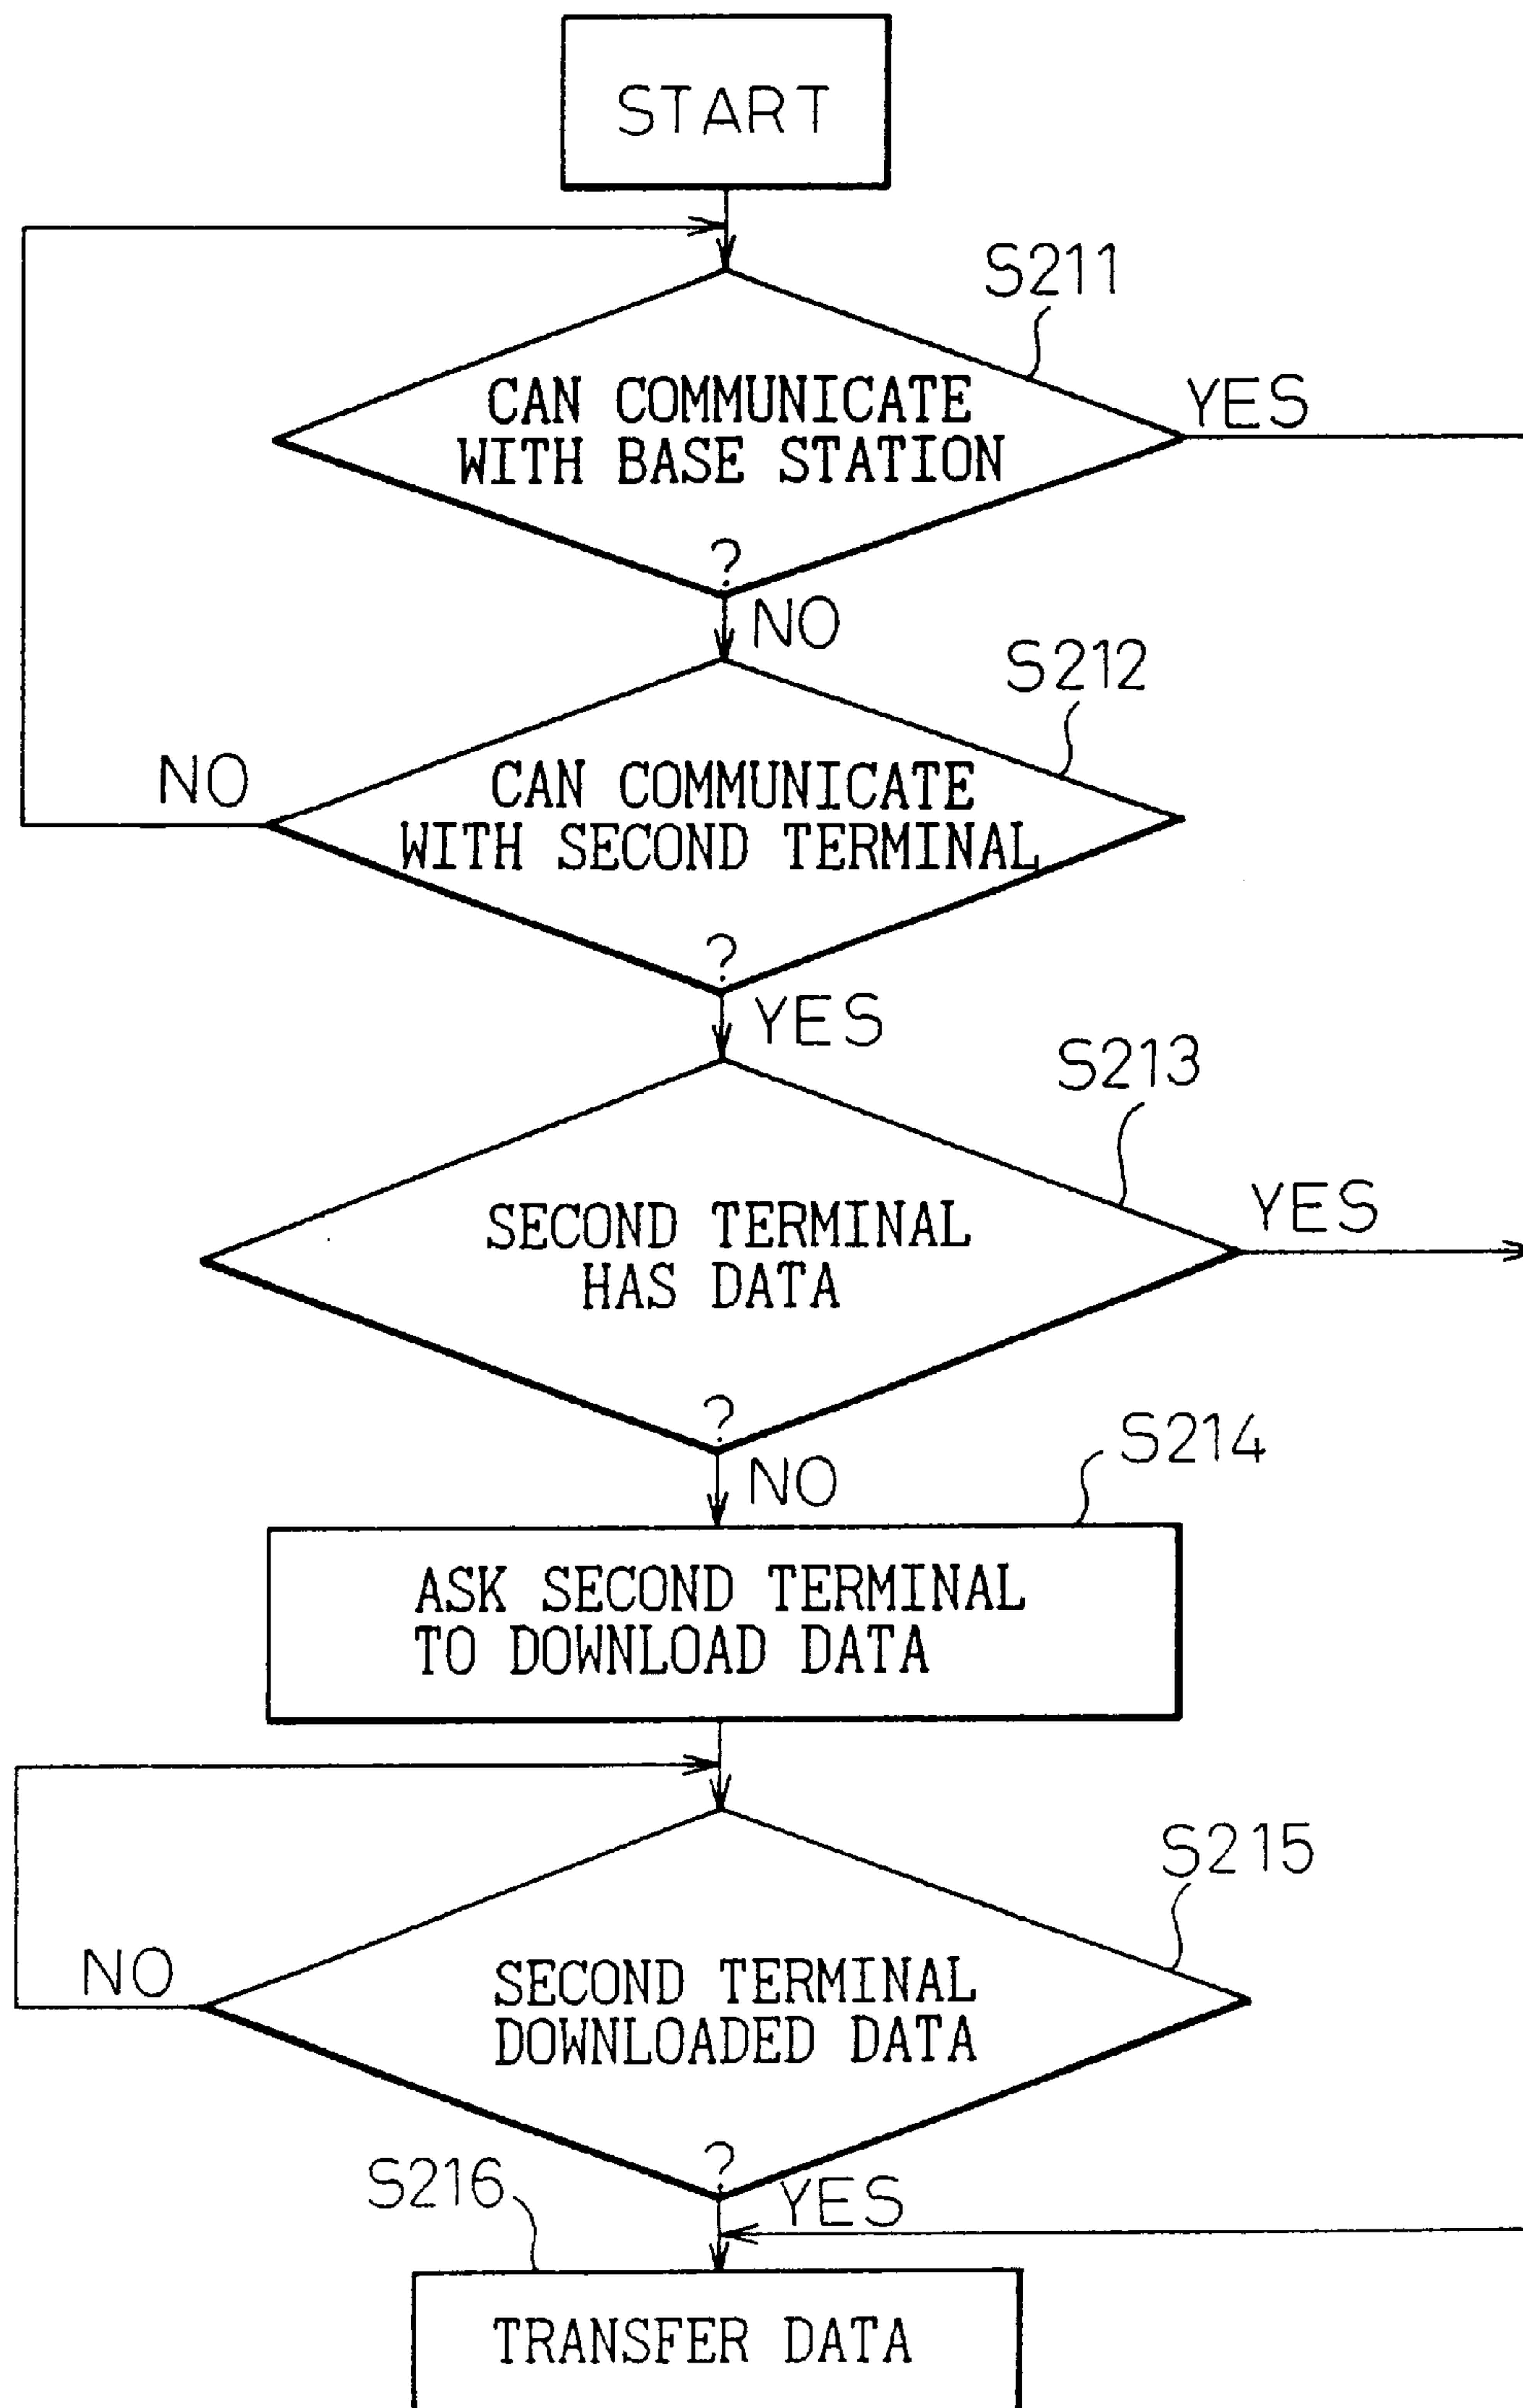 START
S211
CAN COMMUNICATE
WITH BASE STATION
?
YES
NO
S212
CAN COMMUNICATE
WITH SECOND TERMINAL
?
NO
YES
S213
SECOND TERMINAL
HAS DATA
?
YES
NO
S214
ASK SECOND TERMINAL
TO DOWNLOAD DATA
S215
SECOND TERMINAL
DOWNLOADED DATA
?
NO
YES
S216
TRANSFER DATA